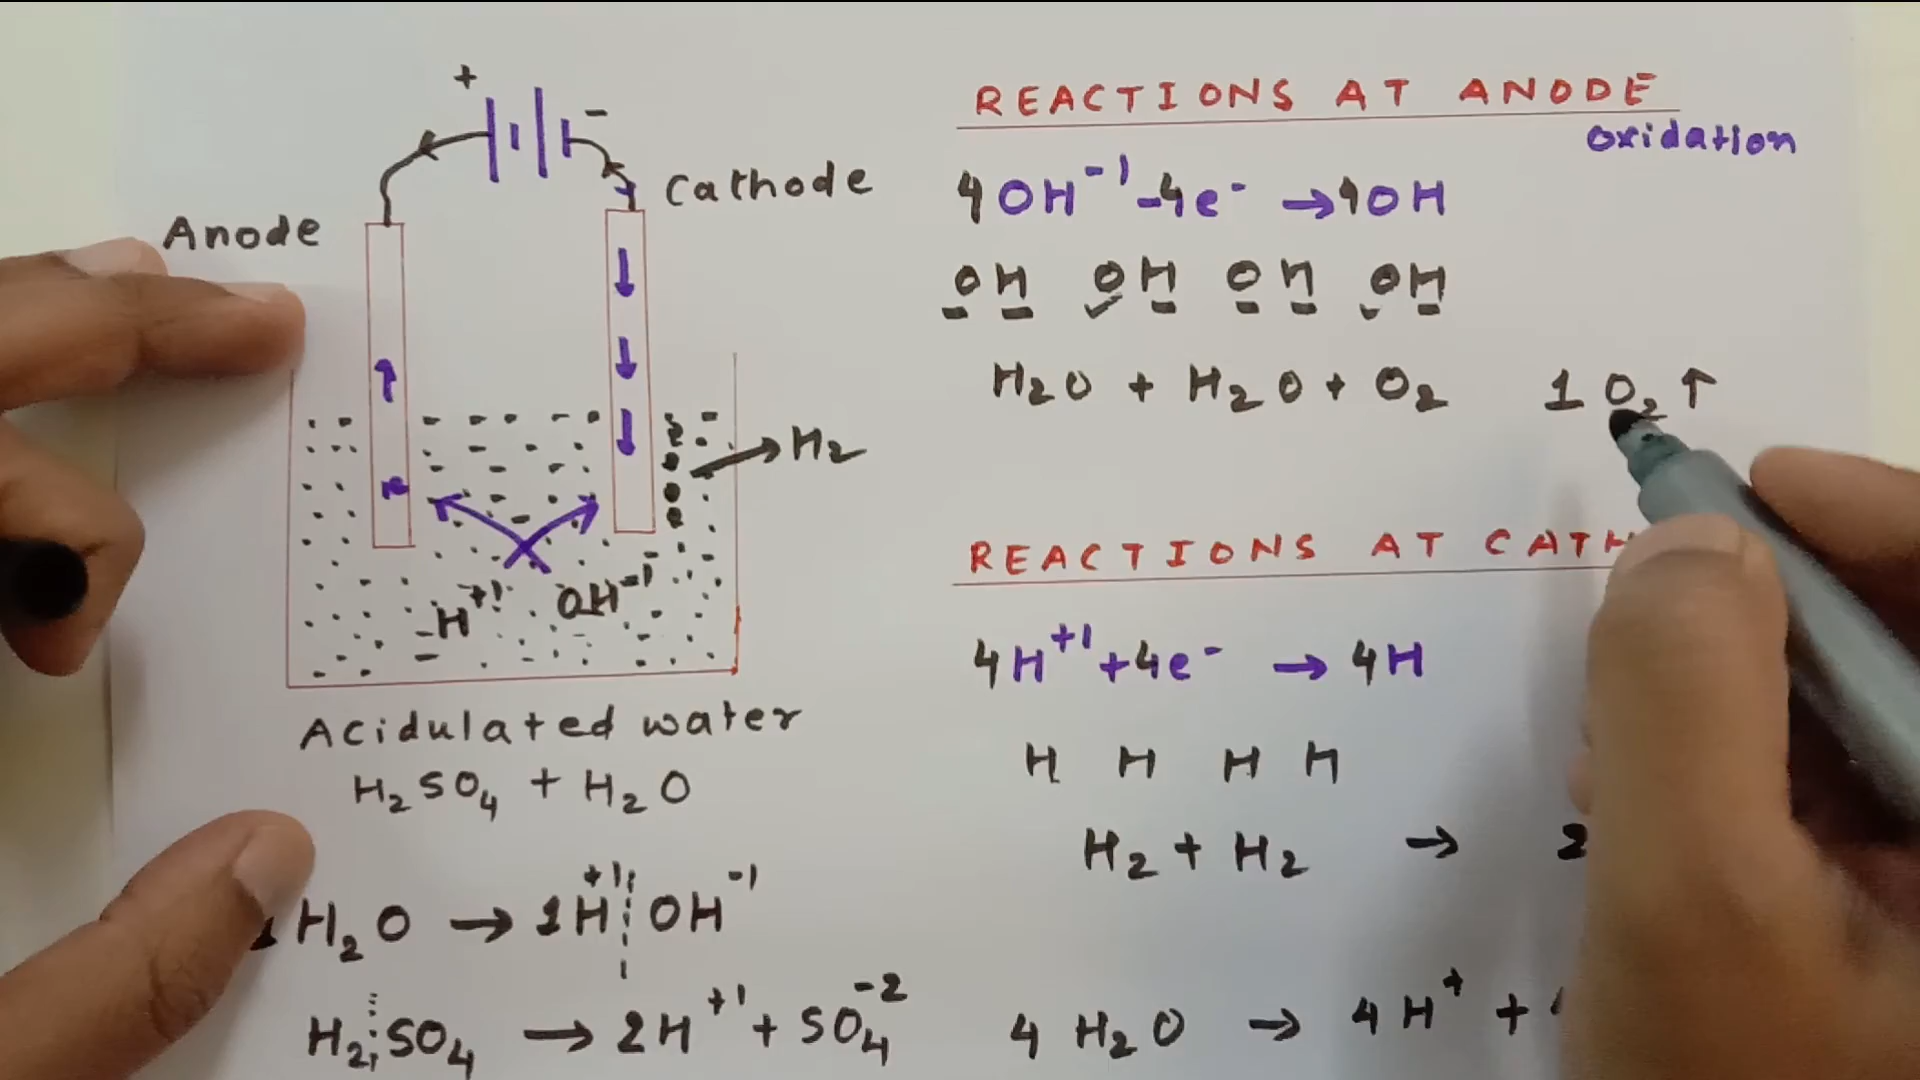 +
-
Cathode
Anode
H₂
H⁺¹ OH⁻¹
Acidulated water
H₂SO₄ + H₂O
H₂O → 1H⁺¹ OH⁻¹
H₂SO₄ → 2H⁺¹ + SO₄⁻²
REACTIONS AT ANODE
oxidation
4OH⁻¹ -4e⁻ → 4OH
OH OH OH OH
H₂O + H₂O + O₂ 1 O₂ ↑
REACTIONS AT CATH
4H⁺¹ +4e⁻ → 4H
H H H H
H₂ + H₂ → 2
4 H₂O → 4H⁺ +